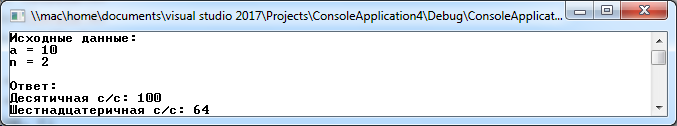 \\mac\home\documents\visual studio 2017\Projects\ConsoleApplication4\Debug\ConsoleApplicat...
Исходные данные:
a = 10
n = 2
Ответ:
Десятичная с/с: 100
Шестнадцатеричная с/с: 64